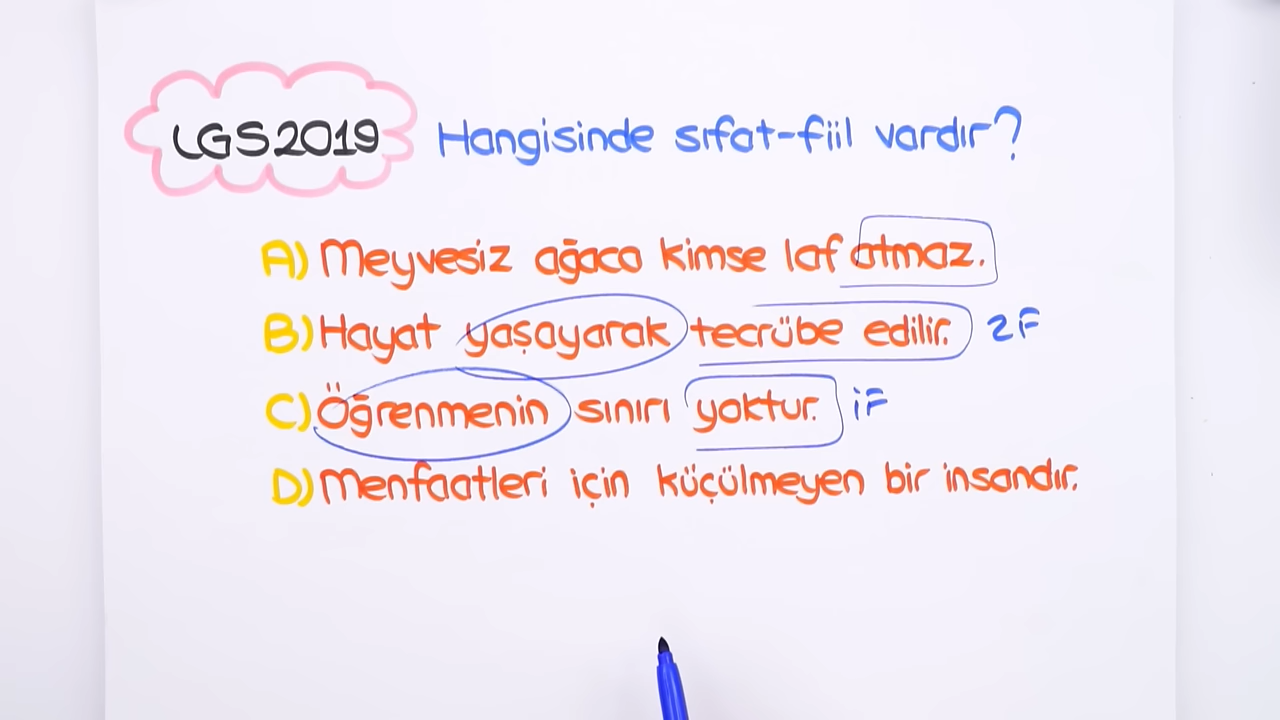 LGS2019 Hangisinde sıfat-fiil vardır?
A) Meyvesiz ağaca kimse laf atmaz.
B) Hayat yaşayarak tecrübe edilir. ZF
C) Öğrenmenin sınırı yoktur. İF
D) Menfaatleri için küçülmeyen bir insandır.